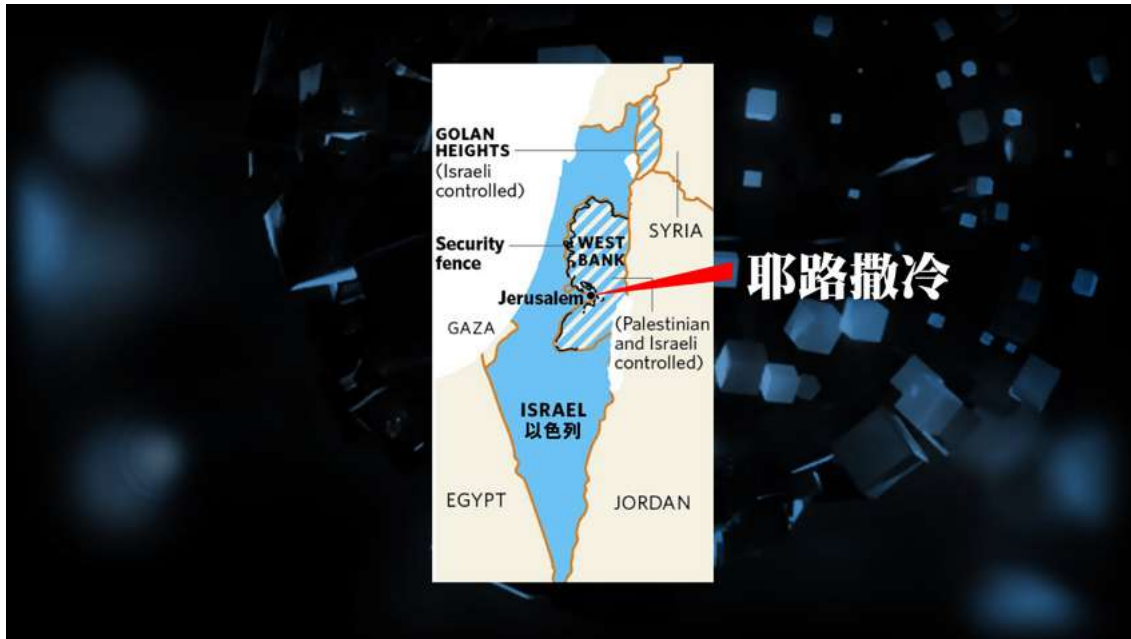 GOLAN
HEIGHTS
(Israeli
controlled)
SYRIA
Security
fence
WEST
BANK
耶路撒冷
Jerusalem
GAZA
(Palestinian
and Israeli
controlled)
ISRAEL
以色列
EGYPT
JORDAN